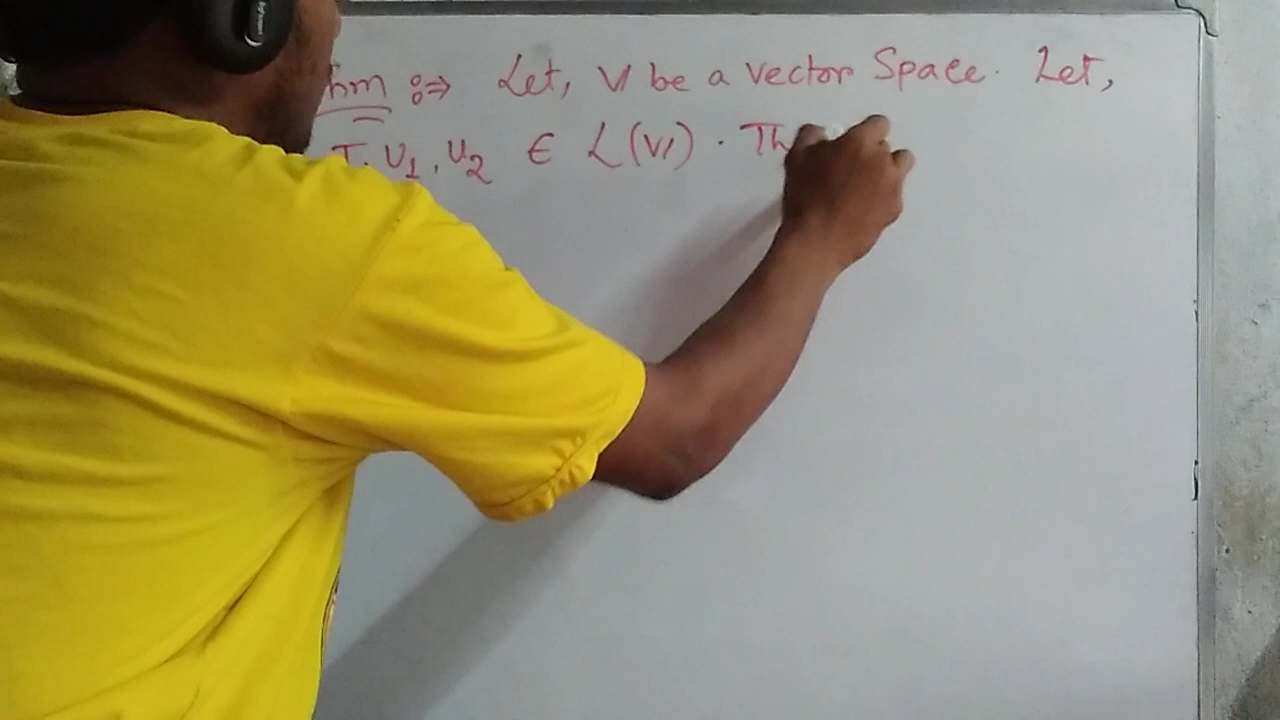 hm :⇒ Let, V be a vector Space. Let,
T, U1, U2 ∈ L(V). Th